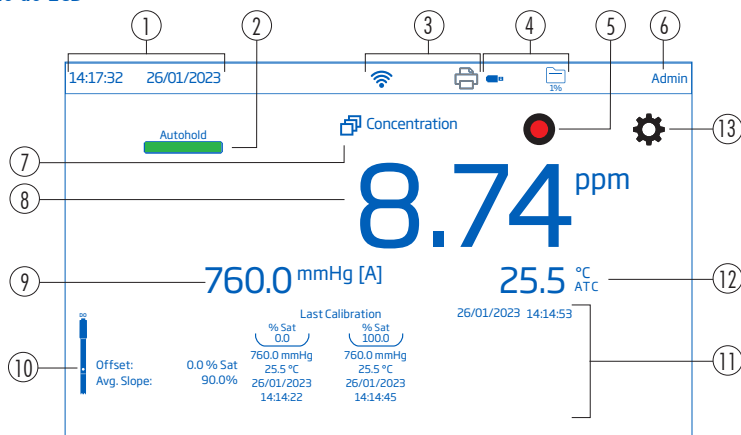 1 2 3 4 5 6
14:17:32 26/01/2023 1% Admin
Autohold Concentration 13
7
8 8.74 ppm
9 760.0 mmHg [A] 25.5 °C ATC 12
Last Calibration 26/01/2023 14:14:53
∞ % Sat % Sat
0.0 100.0
760.0 mmHg 760.0 mmHg
10 Offset: 0.0 % Sat 25.5 °C 25.5 °C 11
Avg. Slope: 90.0% 26/01/2023 26/01/2023
14:14:22 14:14:45